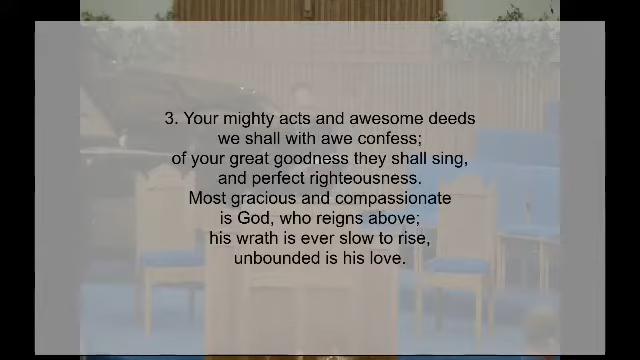 3. Your mighty acts and awesome deeds
we shall with awe confess;
of your great goodness they shall sing,
and perfect righteousness.
Most gracious and compassionate
is God, who reigns above;
his wrath is ever slow to rise,
unbounded is his love.